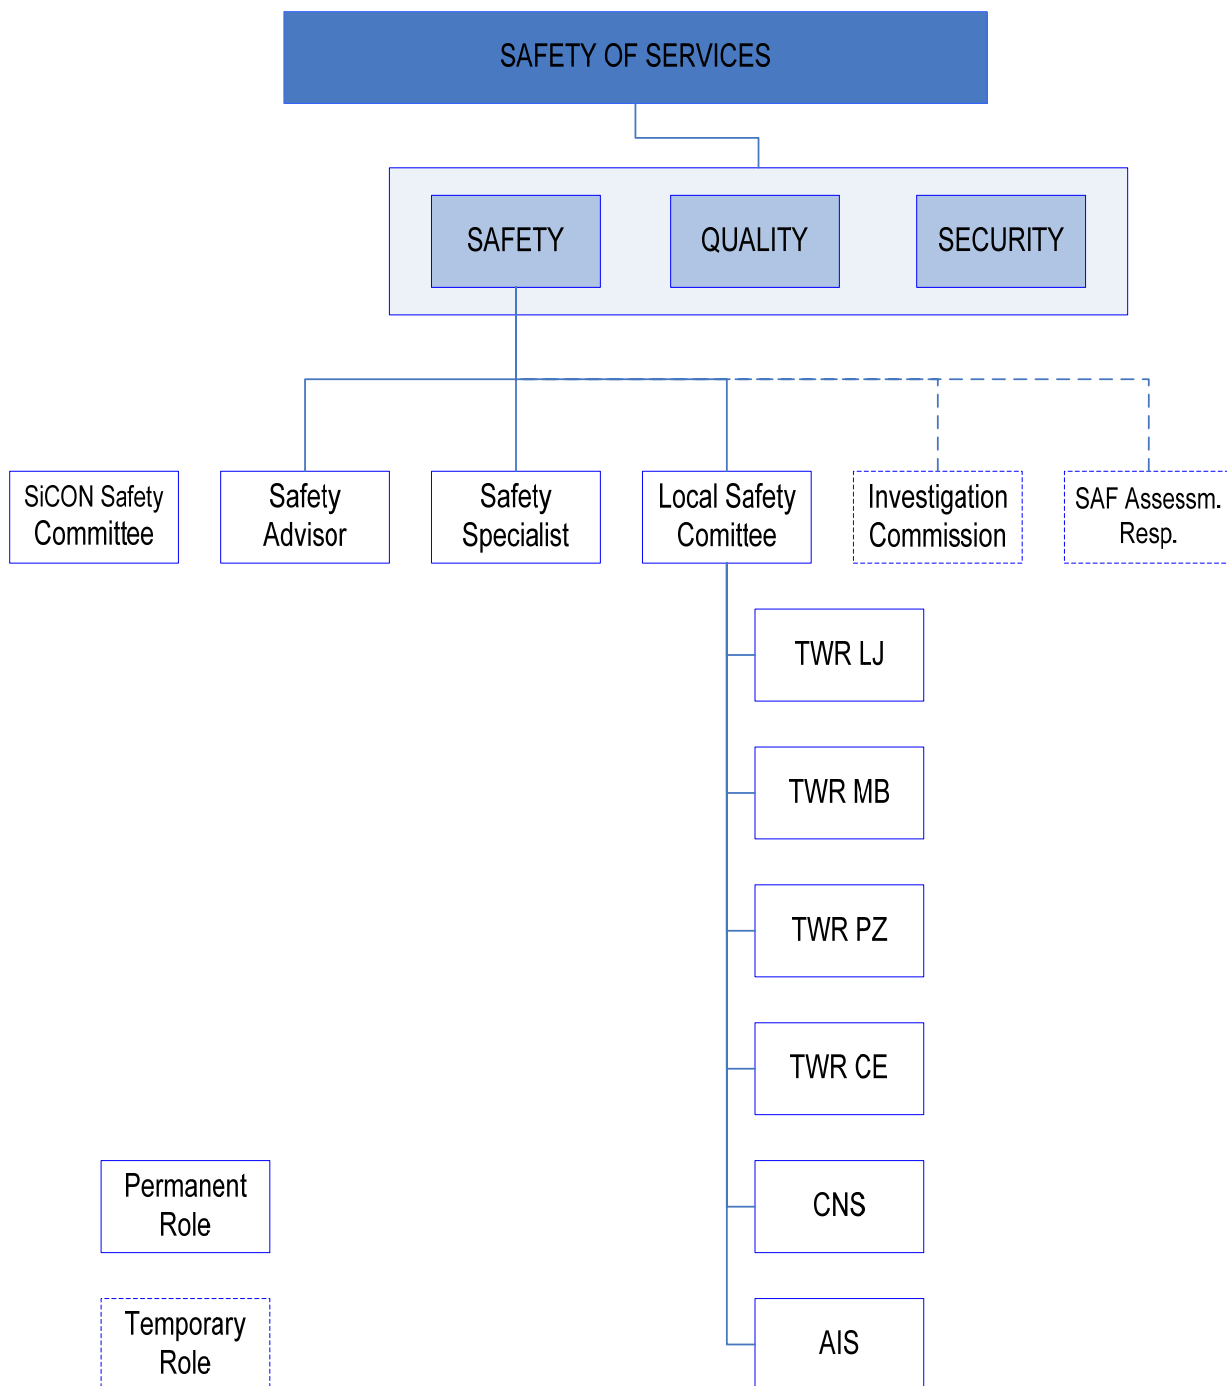 SAFETY OF SERVICES
SAFETY
QUALITY
SECURITY
SiCON Safety
Committee
Safety
Advisor
Safety
Specialist
Local Safety
Comittee
Investigation
Commission
SAF Assessm.
Resp.
TWR LJ
TWR MB
TWR PZ
TWR CE
Permanent
Role
CNS
Temporary
Role
AIS